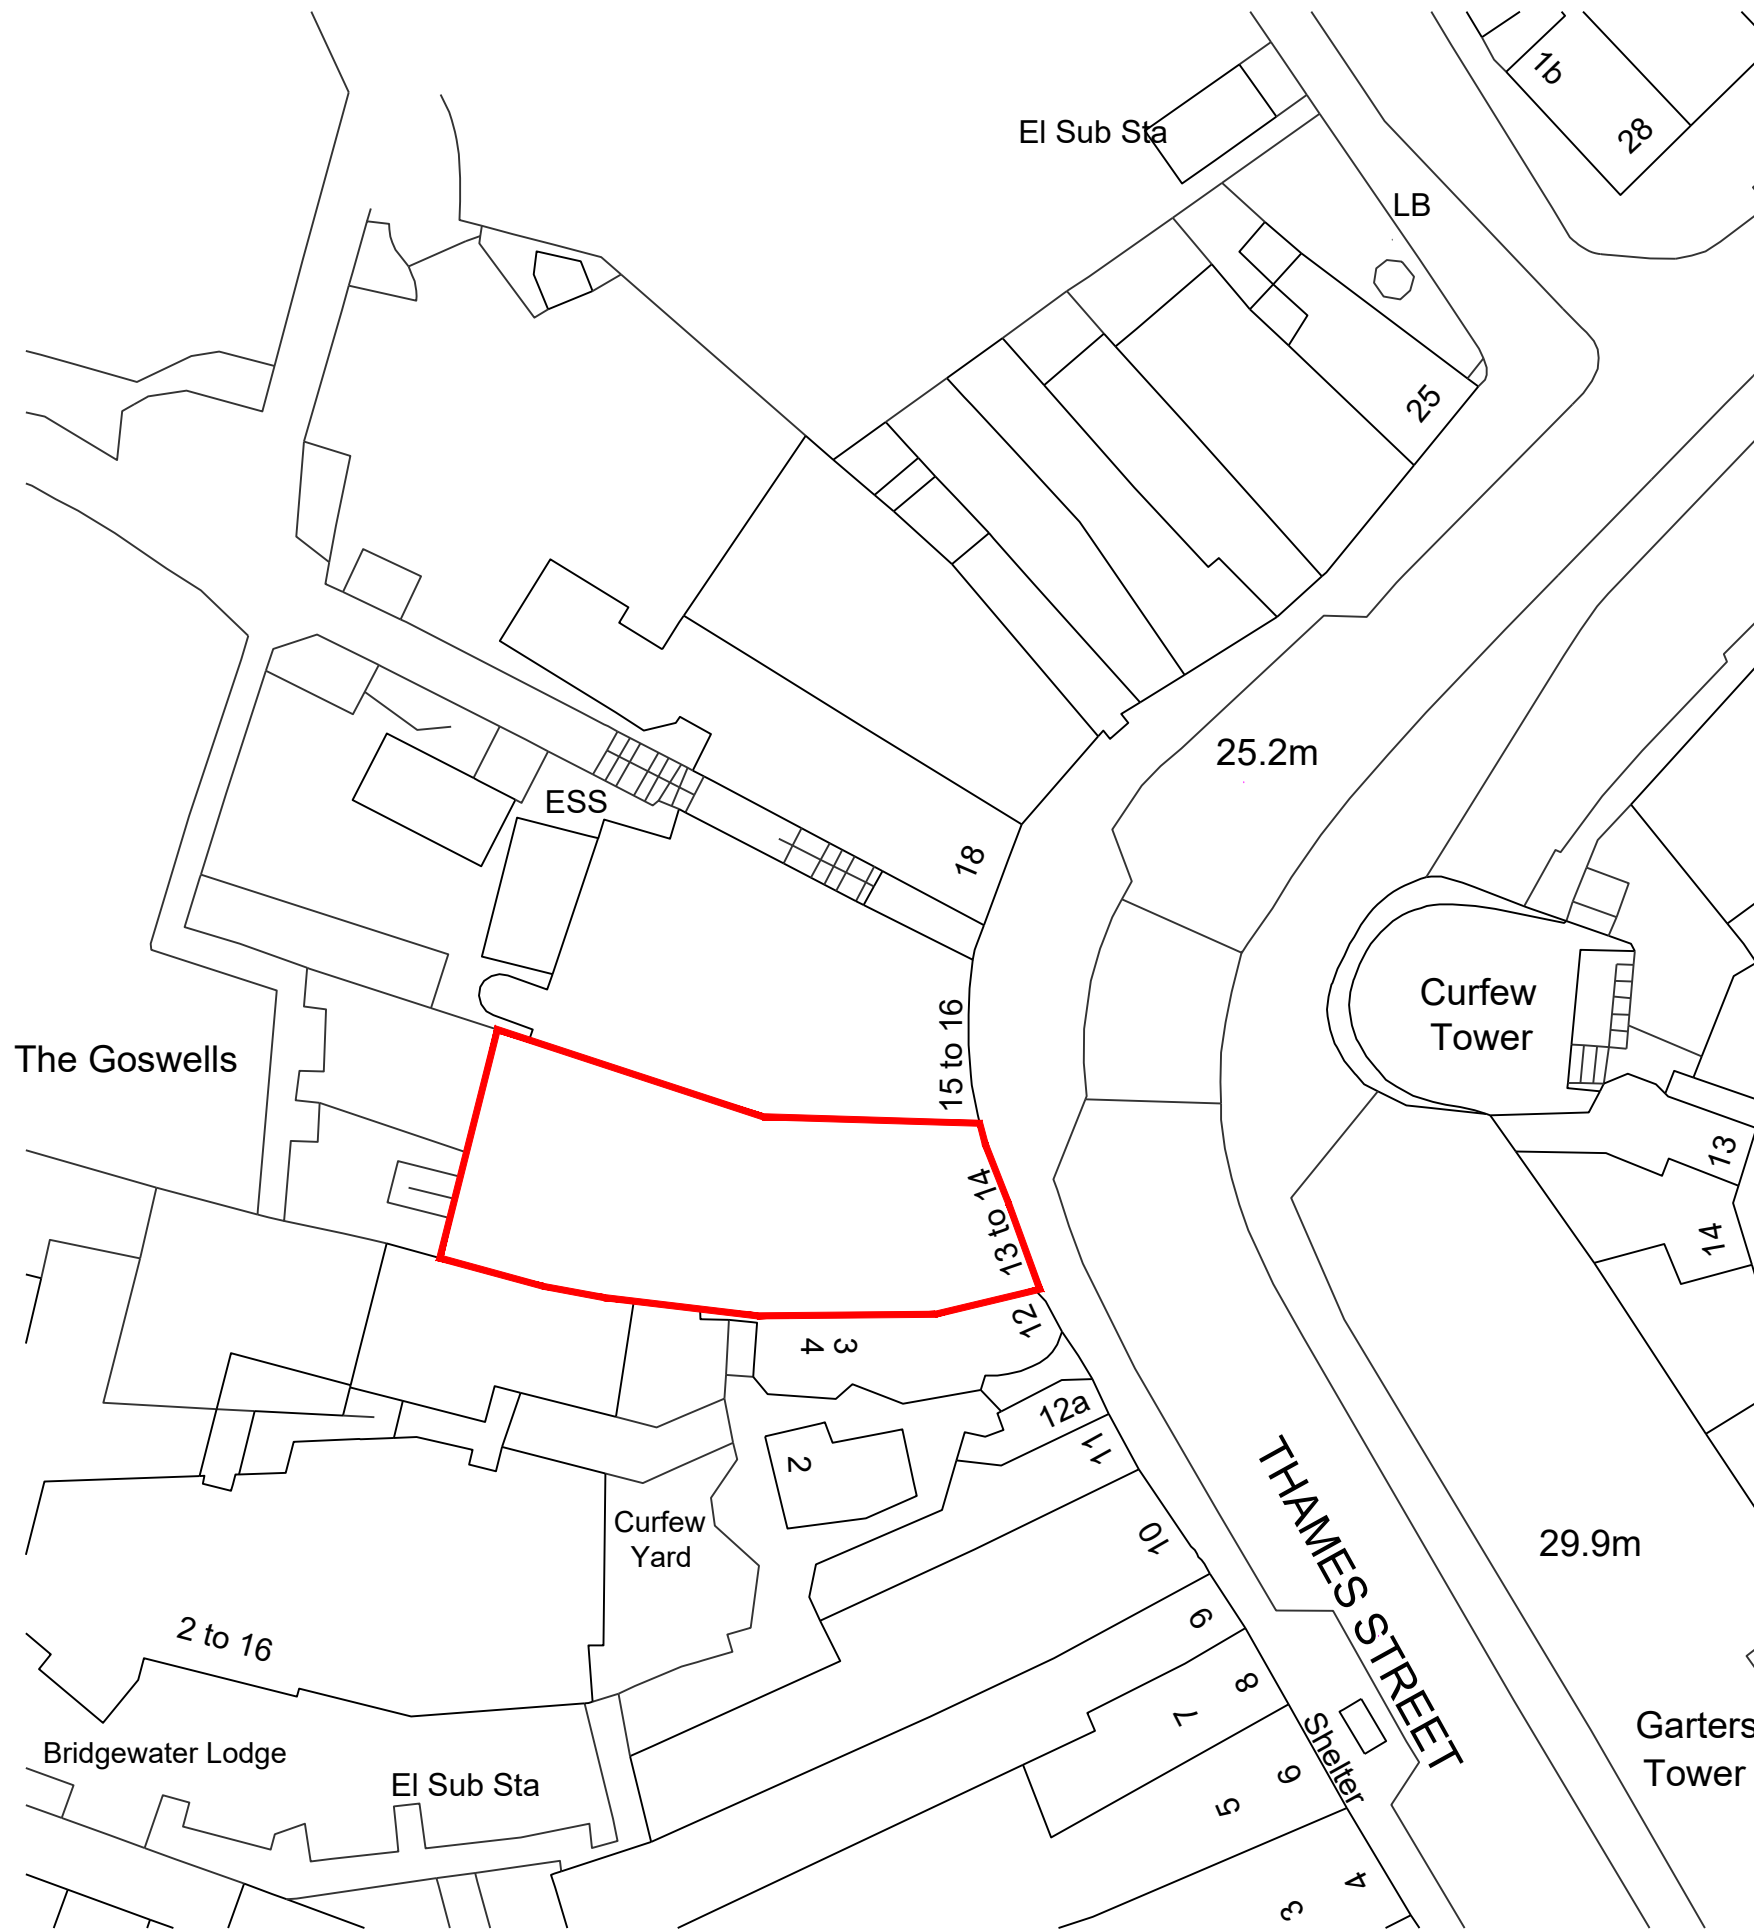 1b
28
El Sub Sta
LB
25
25.2m
ESS
18
Curfew
Tower
15 to 16
The Goswells
13
14
13 to 14
12
3
4
12a
11
2
THAMES STREET
Curfew
Yard
10
29.9m
9
2 to 16
8
7
Shelter
Garters
Tower
Bridgewater Lodge
El Sub Sta
6
5
4
3